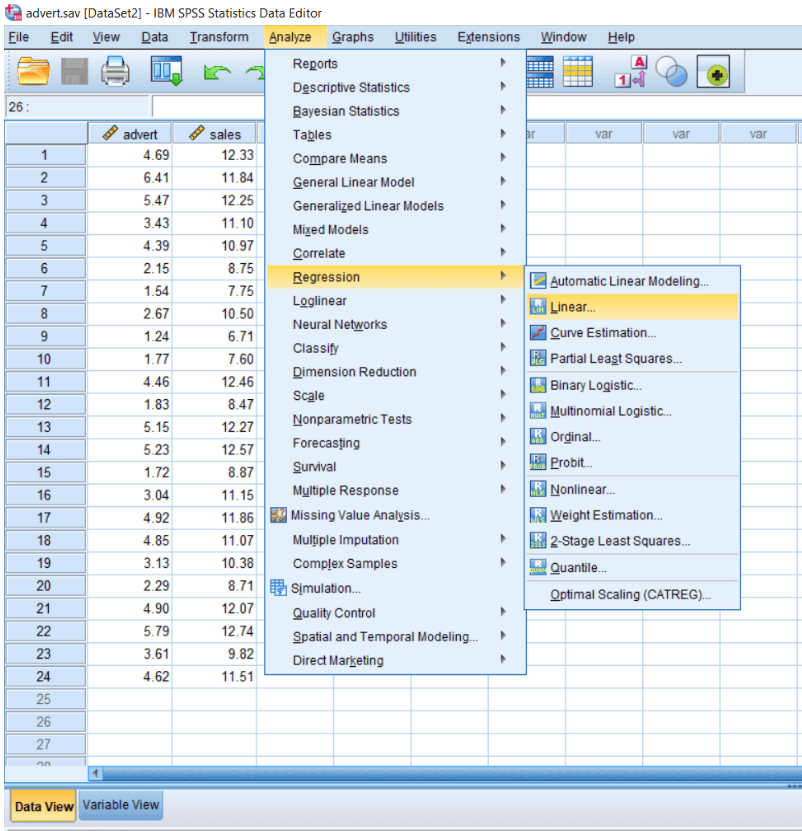 advert.sav [DataSet2] - IBM SPSS Statistics Data Editor
File Edit View Data Transform Analyze Graphs Utilities Extensions Window Help
26 :
advert sales var var var var
1 4.69 12.33
2 6.41 11.84
3 5.47 12.25
4 3.43 11.10
5 4.39 10.97
6 2.15 8.75
7 1.54 7.75
8 2.67 10.50
9 1.24 6.71
10 1.77 7.60
11 4.46 12.46
12 1.83 8.47
13 5.15 12.27
14 5.23 12.57
15 1.72 8.87
16 3.04 11.15
17 4.92 11.86
18 4.85 11.07
19 3.13 10.38
20 2.29 8.71
21 4.90 12.07
22 5.79 12.74
23 3.61 9.82
24 4.62 11.51
25
26
27
Reports
Descriptive Statistics
Bayesian Statistics
Tables
Compare Means
General Linear Model
Generalized Linear Models
Mixed Models
Correlate
Regression
Loglinear
Neural Networks
Classify
Dimension Reduction
Scale
Nonparametric Tests
Forecasting
Survival
Multiple Response
Missing Value Analysis...
Multiple Imputation
Complex Samples
Simulation...
Quality Control
Spatial and Temporal Modeling...
Direct Marketing
Automatic Linear Modeling...
Linear...
Curve Estimation...
Partial Least Squares...
Binary Logistic...
Multinomial Logistic...
Ordinal...
Probit...
Nonlinear...
Weight Estimation...
2-Stage Least Squares...
Quantile...
Optimal Scaling (CATREG)...
Data View Variable View